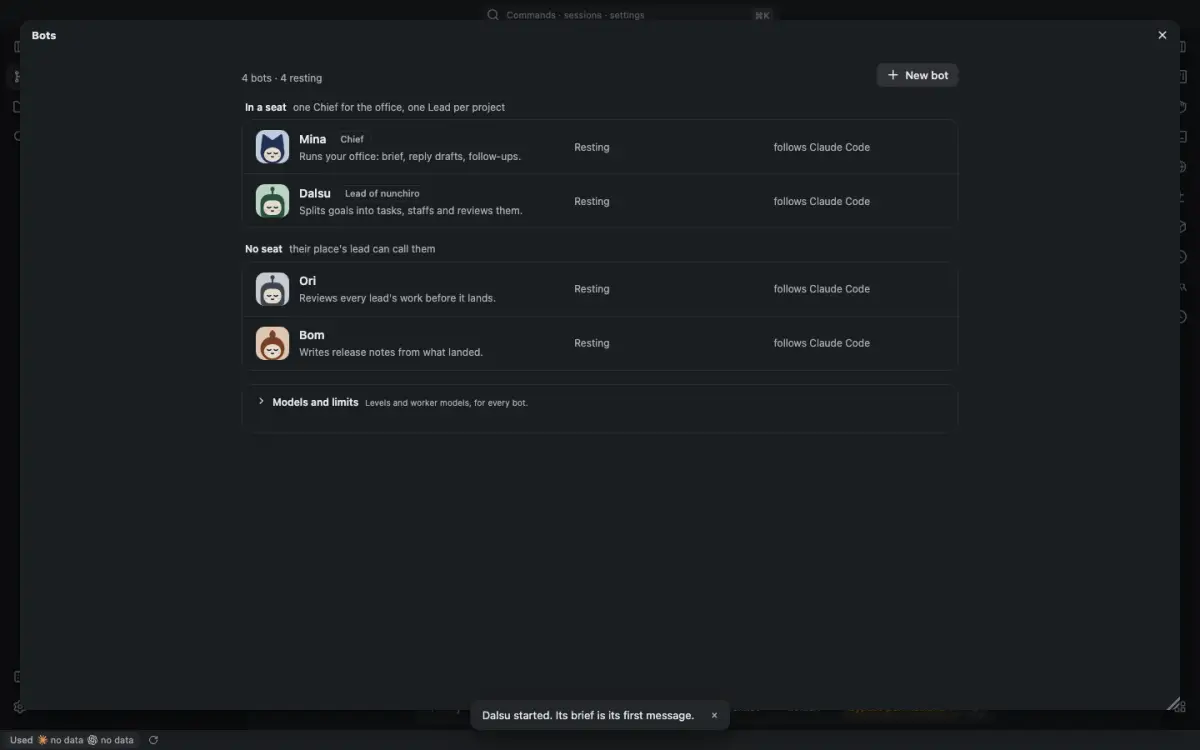 Commands · sessions · settings ⌘K
Bots
4 bots · 4 resting
New bot
In a seat one Chief for the office, one Lead per project
Mina Chief
Runs your office: brief, reply drafts, follow-ups.
Resting
follows Claude Code
Dalsu Lead of nunchiro
Splits goals into tasks, staffs and reviews them.
Resting
follows Claude Code
No seat their place's lead can call them
Ori
Reviews every lead's work before it lands.
Resting
follows Claude Code
Bom
Writes release notes from what landed.
Resting
follows Claude Code
Models and limits Levels and worker models, for every bot.
Dalsu started. Its brief is its first message.
Used no data no data